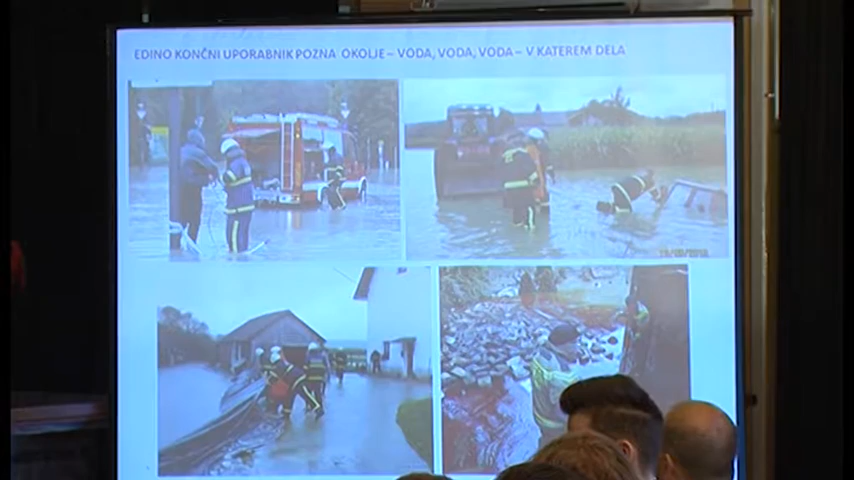 EDINO KONČNI UPORABNIK POZNA OKOLJE – VODA, VODA, VODA – V KATEREM DELA